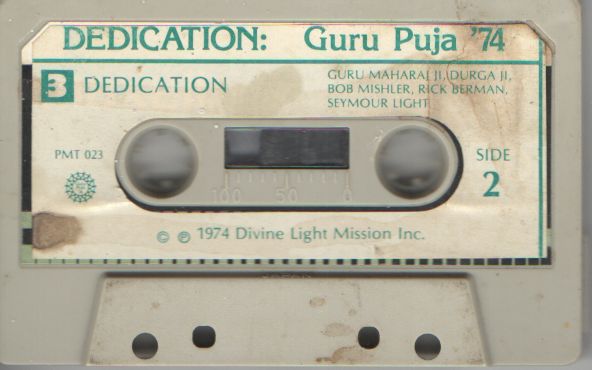 DEDICATION: Guru Puja '74
3 DEDICATION
GURU MAHARAJ JI, DURGA JI,
BOB MISHLER, RICK BERMAN,
SEYMOUR LIGHT
PMT 023
SIDE
2
100 50 0
© ℗ 1974 Divine Light Mission Inc.